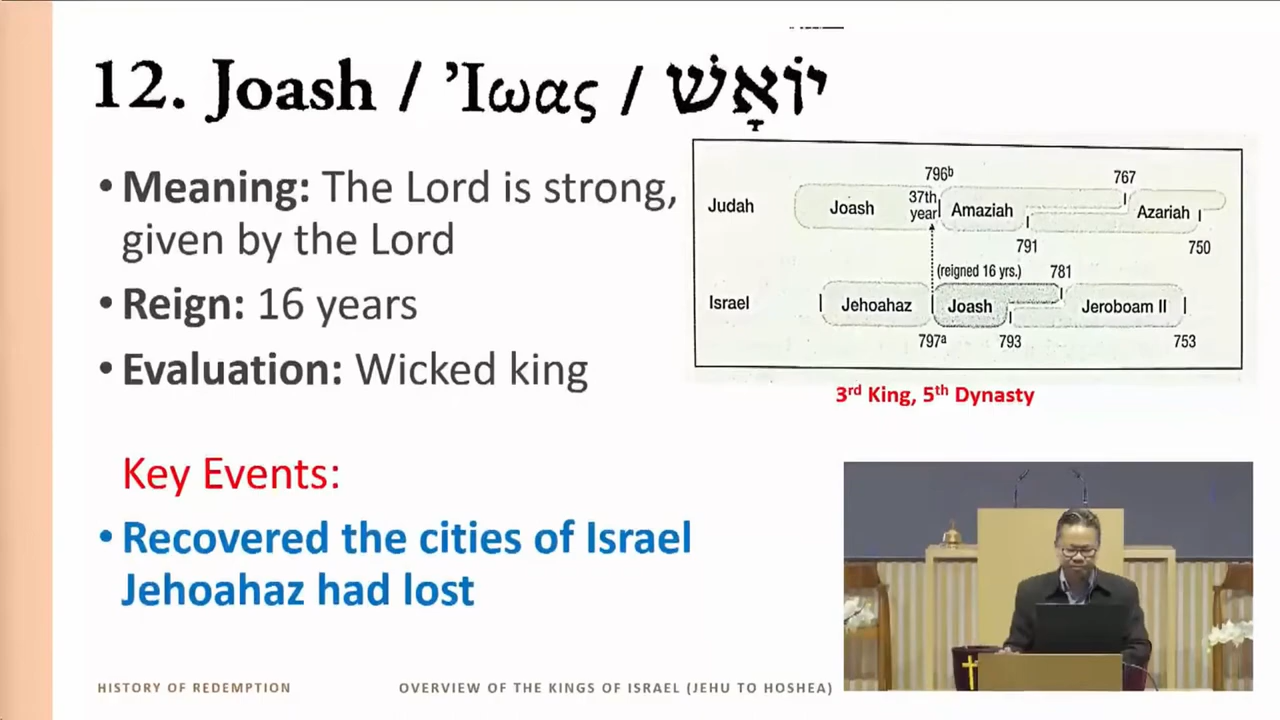 12. Joash / Ἰωας / יוֹאָשׁ
• Meaning: The Lord is strong,
given by the Lord
• Reign: 16 years
• Evaluation: Wicked king
Key Events:
• Recovered the cities of Israel
Jehoahaz had lost
796ᵇ 767
Judah Joash 37th year Amaziah Azariah
791 750
(reigned 16 yrs.) 781
Israel Jehoahaz Joash Jeroboam II
797ᵃ 793 753
3rd King, 5th Dynasty
HISTORY OF REDEMPTION OVERVIEW OF THE KINGS OF ISRAEL (JEHU TO HOSHEA)